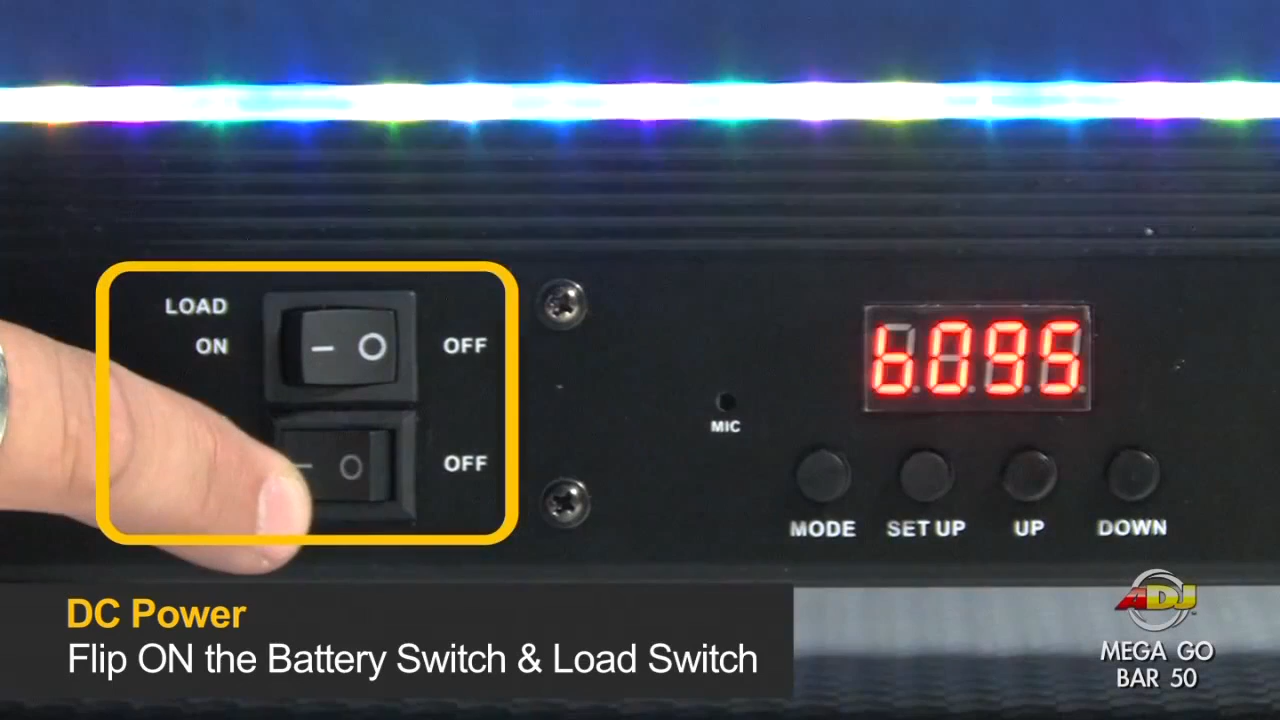 LOAD
ON
OFF
OFF
b095
MIC
MODE SET UP UP DOWN
DC Power
Flip ON the Battery Switch & Load Switch
ADJ
MEGA GO
BAR 50